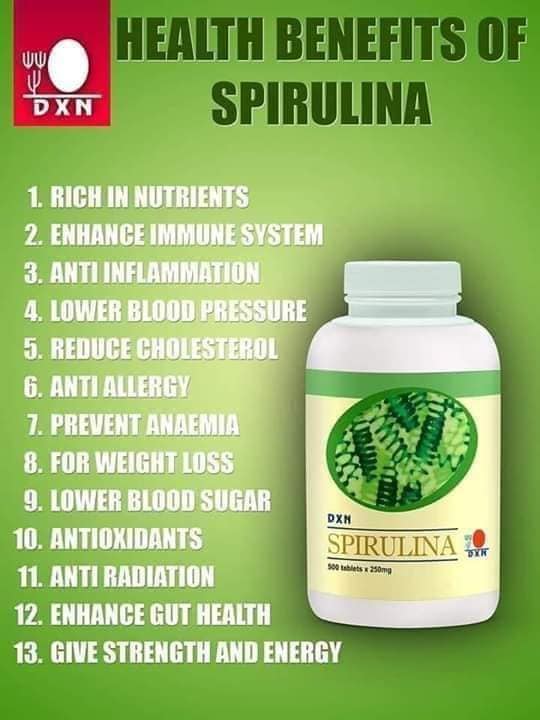 DXN
HEALTH BENEFITS OF
SPIRULINA
1. RICH IN NUTRIENTS
2. ENHANCE IMMUNE SYSTEM
3. ANTI INFLAMMATION
4. LOWER BLOOD PRESSURE
5. REDUCE CHOLESTEROL
6. ANTI ALLERGY
7. PREVENT ANAEMIA
8. FOR WEIGHT LOSS
9. LOWER BLOOD SUGAR
10. ANTIOXIDANTS
11. ANTI RADIATION
12. ENHANCE GUT HEALTH
13. GIVE STRENGTH AND ENERGY
DXN
SPIRULINA
DXN
500 tablets x 250mg